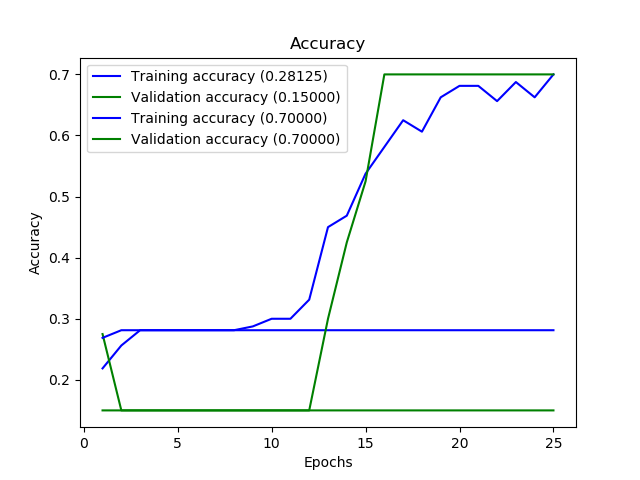 Accuracy
Training accuracy (0.28125)
Validation accuracy (0.15000)
Training accuracy (0.70000)
Validation accuracy (0.70000)
Accuracy
0.7
0.6
0.5
0.4
0.3
0.2
0 5 10 15 20 25
Epochs